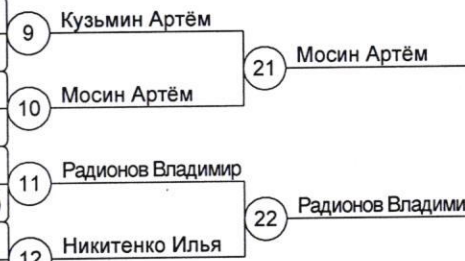 9
Кузьмин Артём
21
Мосин Артём
10
Мосин Артём
11
Радионов Владимир
22
Радионов Владими
12
Никитенко Илья